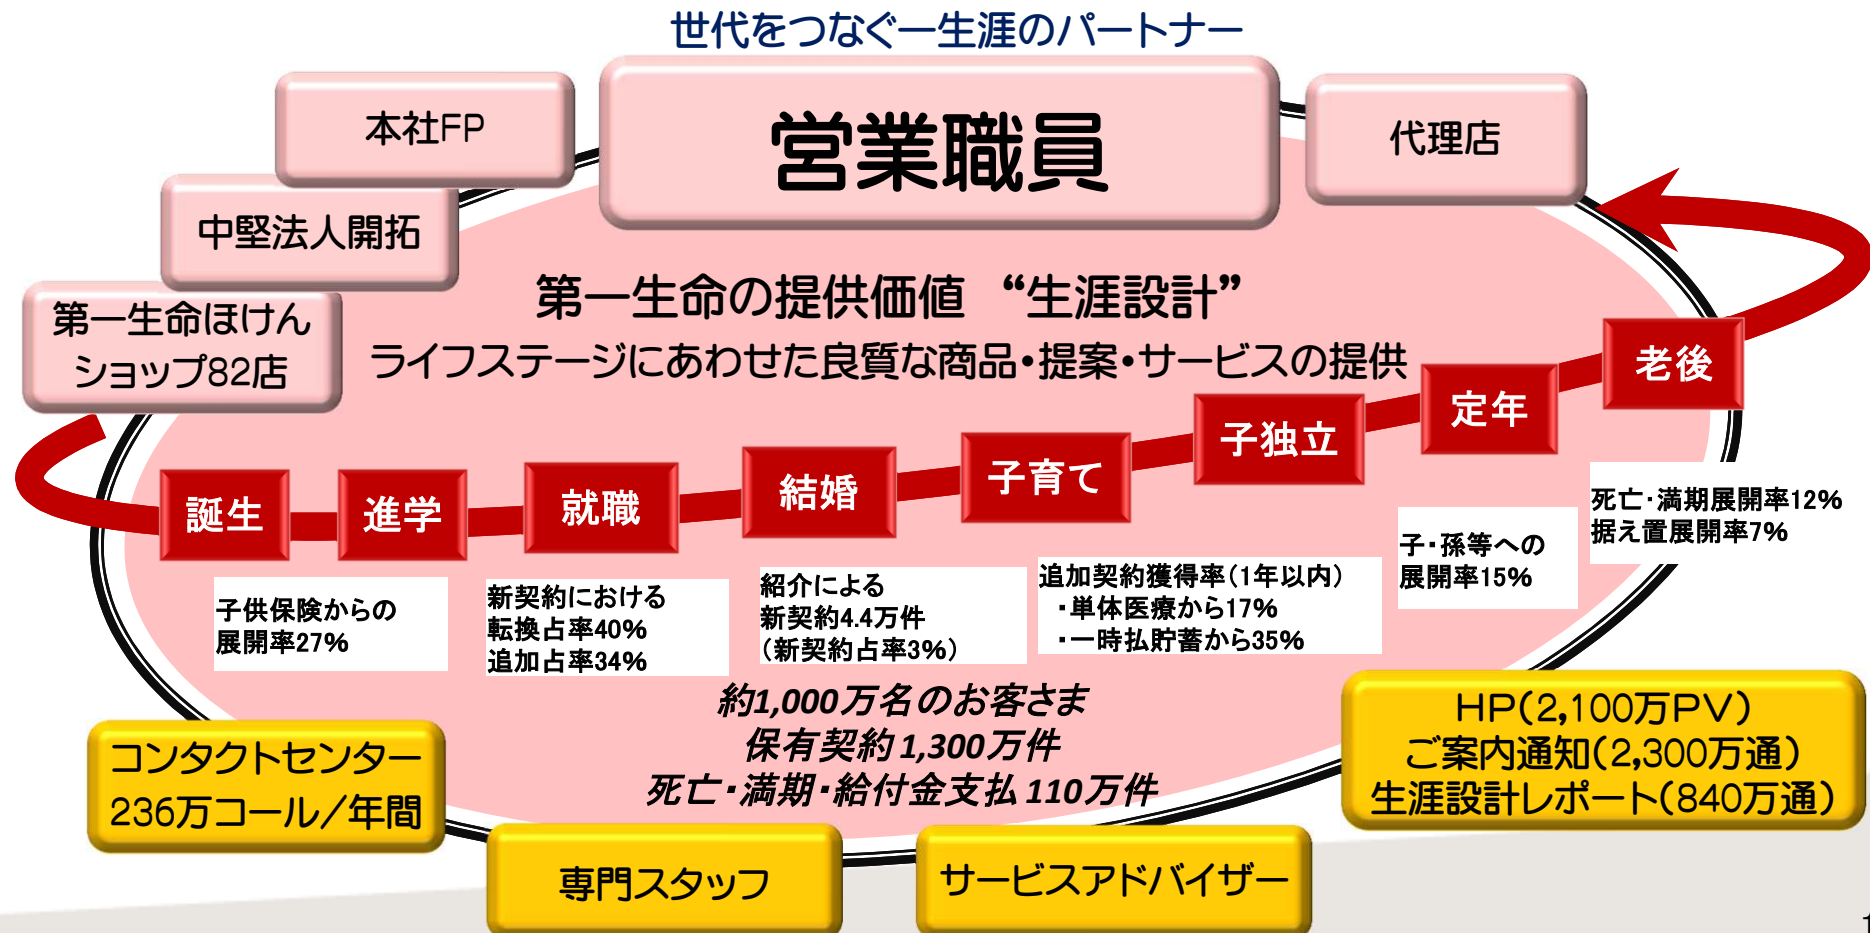 世代をつなぐ一生涯のパートナー
営業職員
本社FP
代理店
中堅法人開拓
第一生命ほけん
ショップ82店
第一生命の提供価値 “生涯設計”
ライフステージにあわせた良質な商品・提案・サービスの提供
誕生
進学
就職
結婚
子育て
子独立
定年
老後
子供保険からの
展開率27%
新契約における
転換占率40%
追加占率34%
紹介による
新契約4.4万件
(新契約占率3%)
追加契約獲得率(1年以内)
・単体医療から17%
・一時払貯蓄から35%
子・孫等への
展開率15%
死亡・満期展開率12%
据え置展開率7%
約1,000万名のお客さま
保有契約 1,300万件
死亡・満期・給付金支払 110万件
コンタクトセンター
236万コール/年間
専門スタッフ
サービスアドバイザー
HP(2,100万PV)
ご案内通知(2,300万通)
生涯設計レポート(840万通)